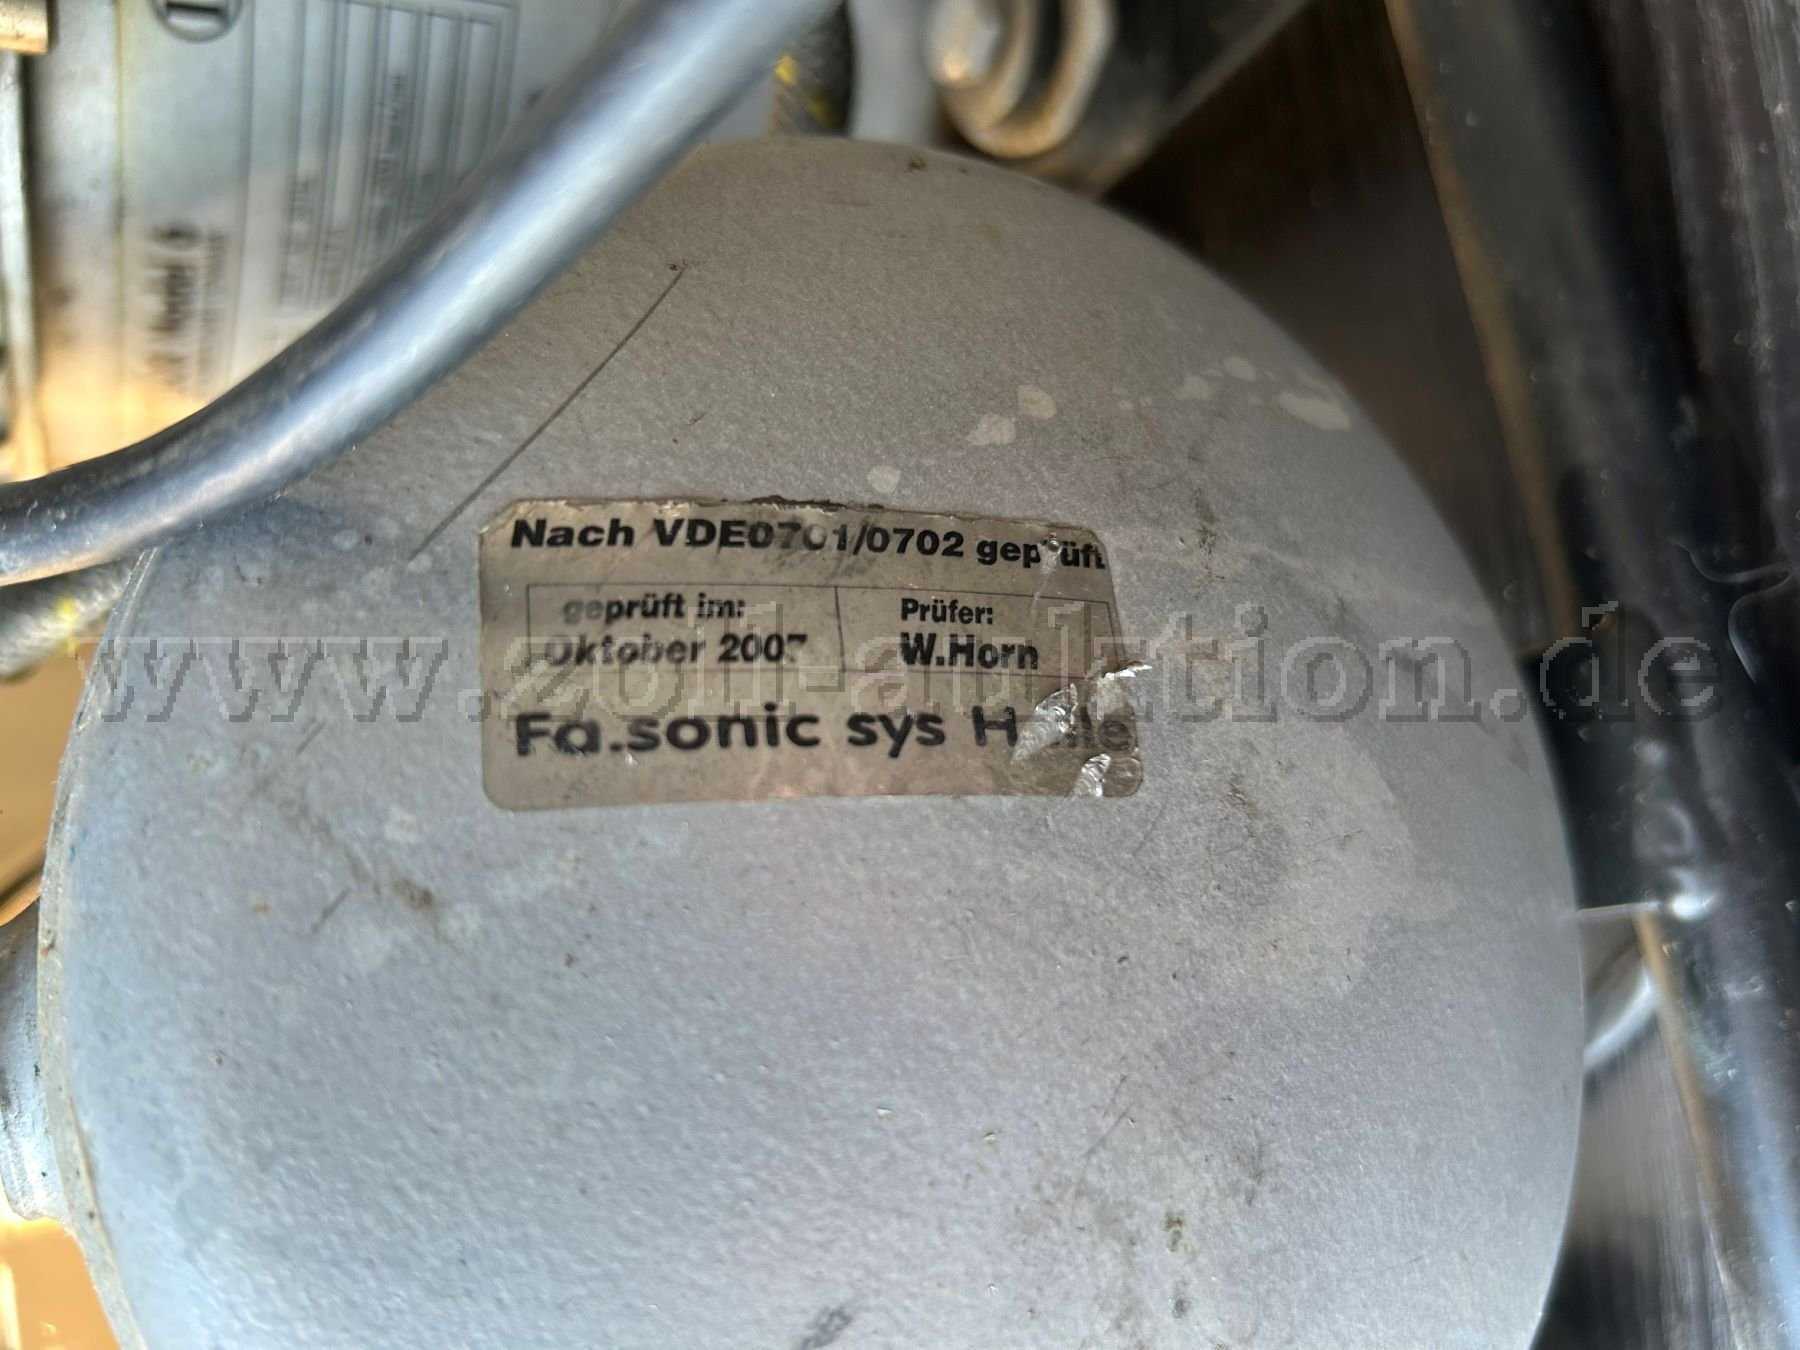 Nach VDE0701/0702 geprüft
geprüft im:
Oktober 2007
Prüfer:
W.Horn
www.zoll-auktion.de
Fa.sonic sys Halle